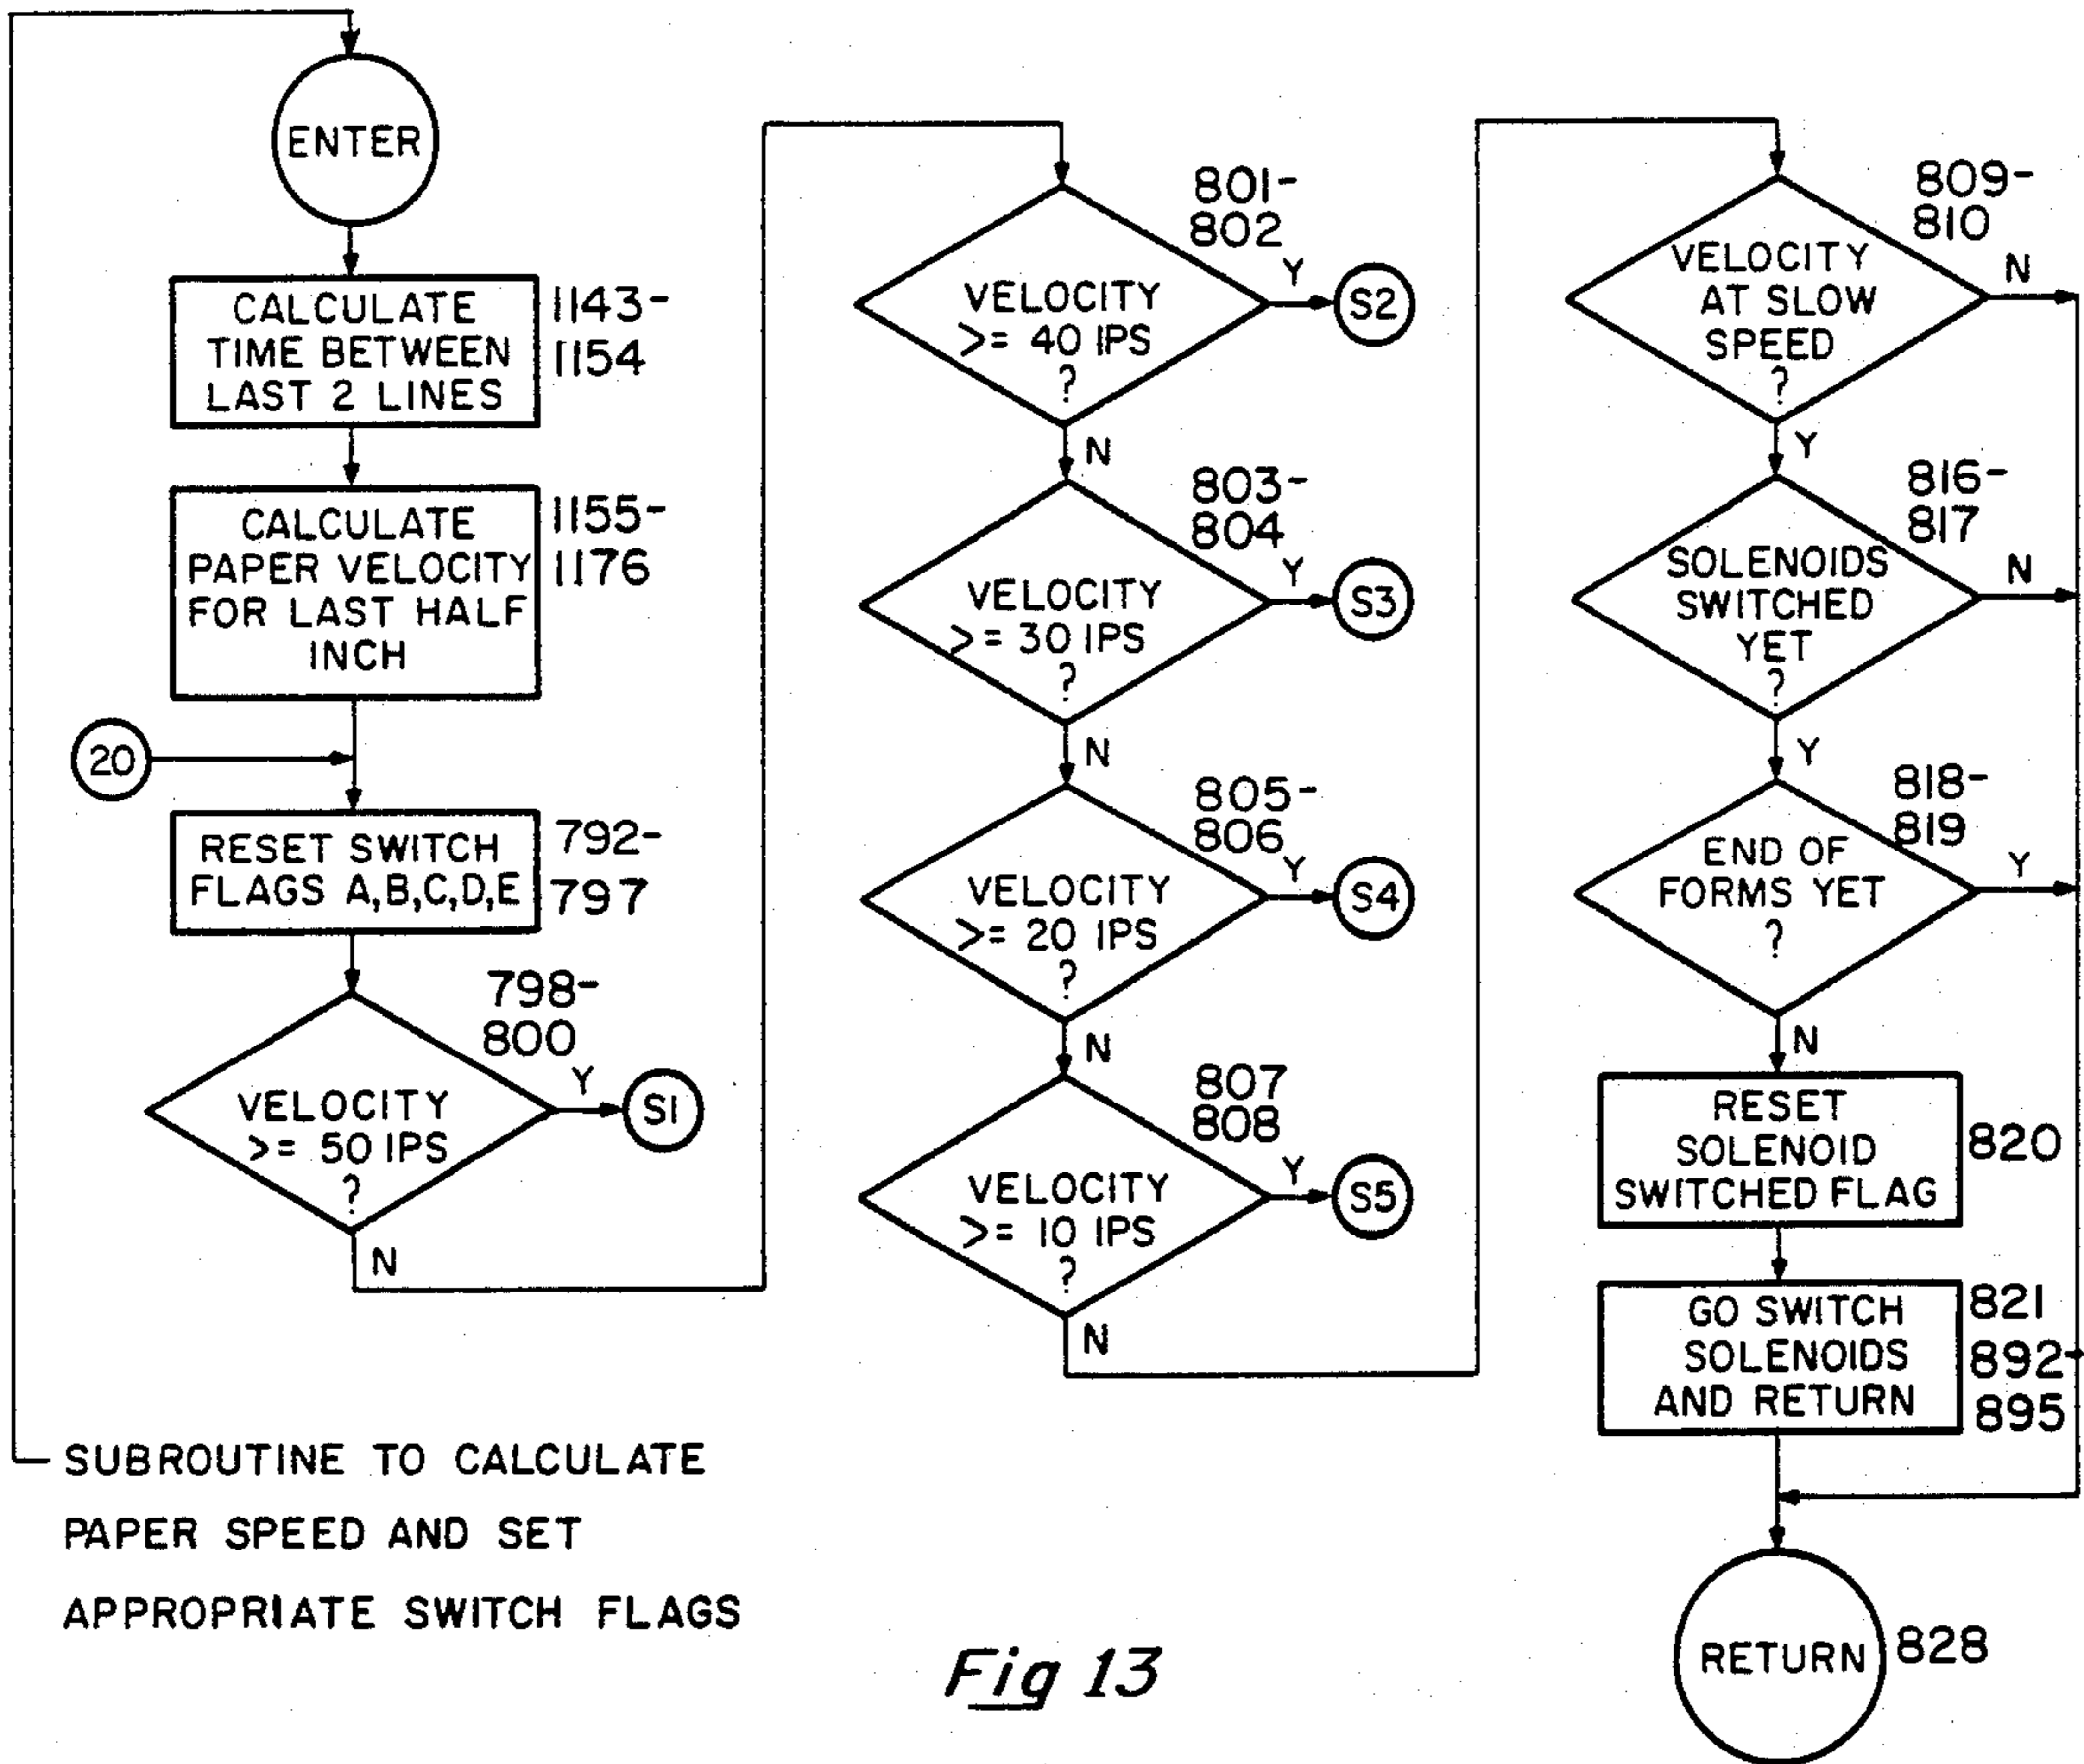 ENTER
CALCULATE
TIME BETWEEN
LAST 2 LINES
1143-
1154
CALCULATE
PAPER VELOCITY
FOR LAST HALF
INCH
1155-
1176
20
RESET SWITCH
FLAGS A,B,C,D,E
792-
797
798-
800
VELOCITY
>= 50 IPS
?
Y
S1
N
801-
802
VELOCITY
>= 40 IPS
?
Y
S2
N
803-
804
VELOCITY
>= 30 IPS
?
Y
S3
N
805-
806
VELOCITY
>= 20 IPS
?
Y
S4
N
807
808
VELOCITY
>= 10 IPS
?
Y
S5
N
809-
810
VELOCITY
AT SLOW
SPEED
?
N
Y
816-
817
SOLENOIDS
SWITCHED
YET
?
N
Y
818-
819
END OF
FORMS YET
?
Y
N
RESET
SOLENOID
SWITCHED FLAG
820
GO SWITCH
SOLENOIDS
AND RETURN
821
892-
895
RETURN
828
SUBROUTINE TO CALCULATE
PAPER SPEED AND SET
APPROPRIATE SWITCH FLAGS
Fig 13